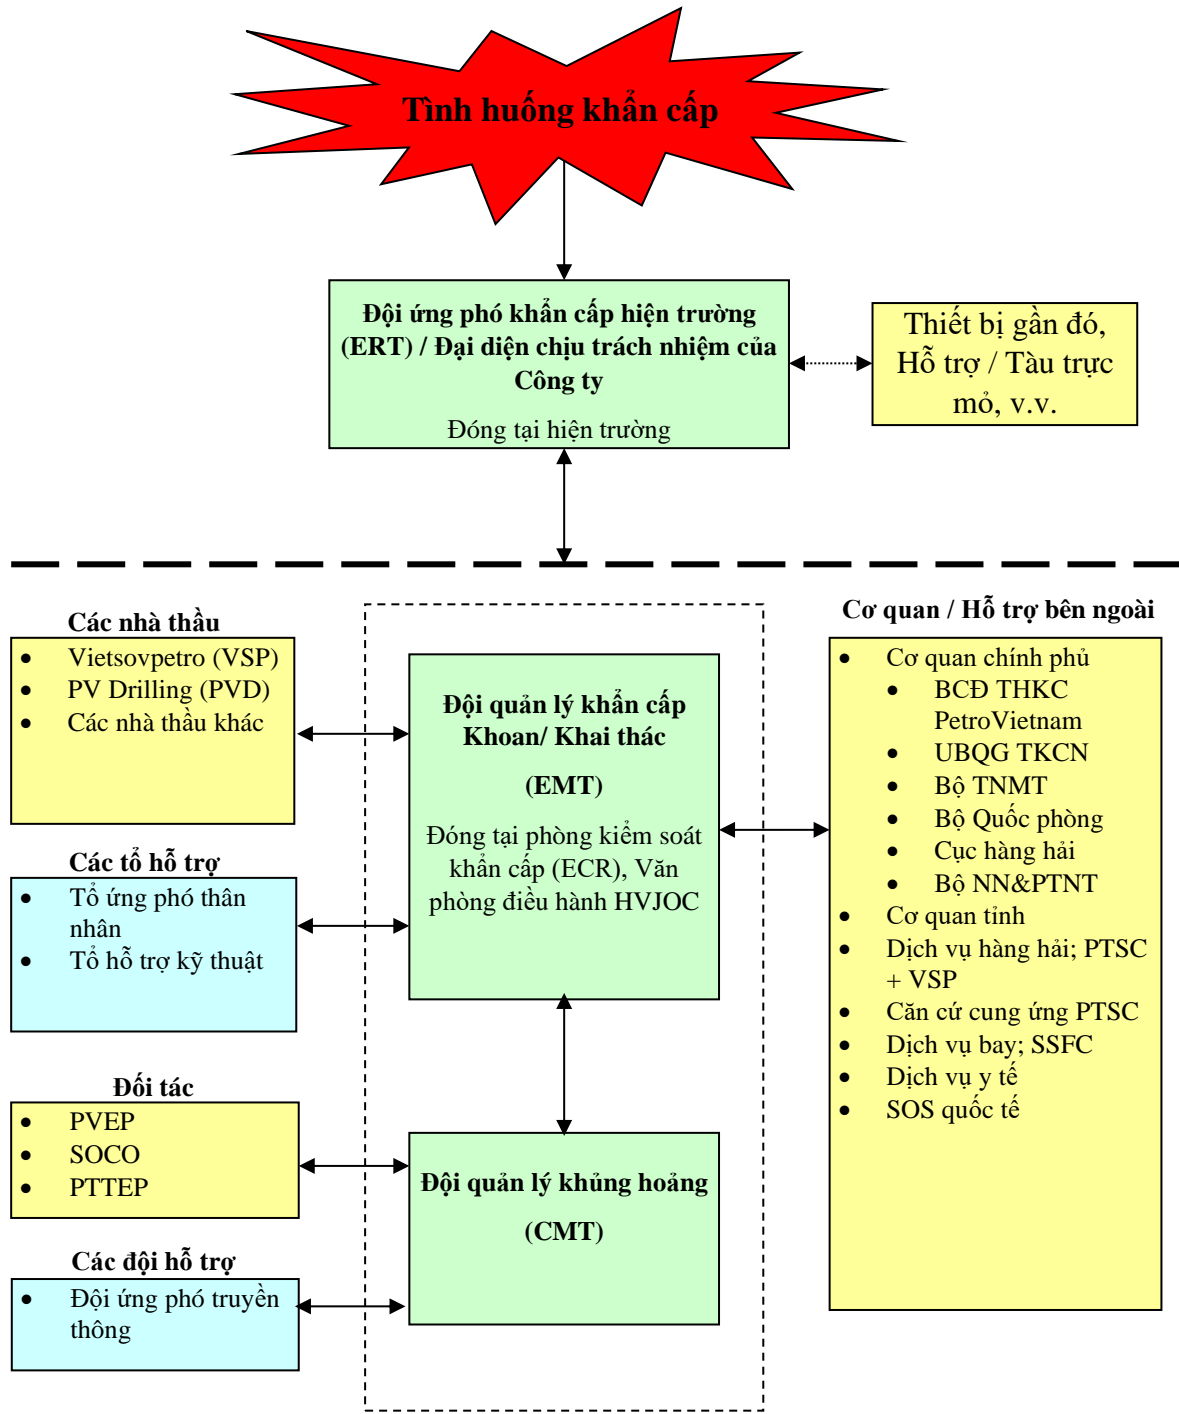 Tình huống khẩn cấp
Đội ứng phó khẩn cấp hiện trường
(ERT) / Đại diện chịu trách nhiệm của
Công ty
Đóng tại hiện trường
Thiết bị gần đó,
Hỗ trợ / Tàu trực
mỏ, v.v.
Các nhà thầu
• Vietsovpetro (VSP)
• PV Drilling (PVD)
• Các nhà thầu khác
Các tổ hỗ trợ
• Tổ ứng phó thân
nhân
• Tổ hỗ trợ kỹ thuật
Đối tác
• PVEP
• SOCO
• PTTEP
Các đội hỗ trợ
• Đội ứng phó truyền
thông
Đội quản lý khẩn cấp
Khoan/ Khai thác
(EMT)
Đóng tại phòng kiểm soát
khẩn cấp (ECR), Văn
phòng điều hành HVJOC
Đội quản lý khủng hoảng
(CMT)
Cơ quan / Hỗ trợ bên ngoài
• Cơ quan chính phủ
• BCĐ THKC
PetroVietnam
• UBQG TKCN
• Bộ TNMT
• Bộ Quốc phòng
• Cục hàng hải
• Bộ NN&PTNT
• Cơ quan tỉnh
• Dịch vụ hàng hải; PTSC
+ VSP
• Căn cứ cung ứng PTSC
• Dịch vụ bay; SSFC
• Dịch vụ y tế
• SOS quốc tế